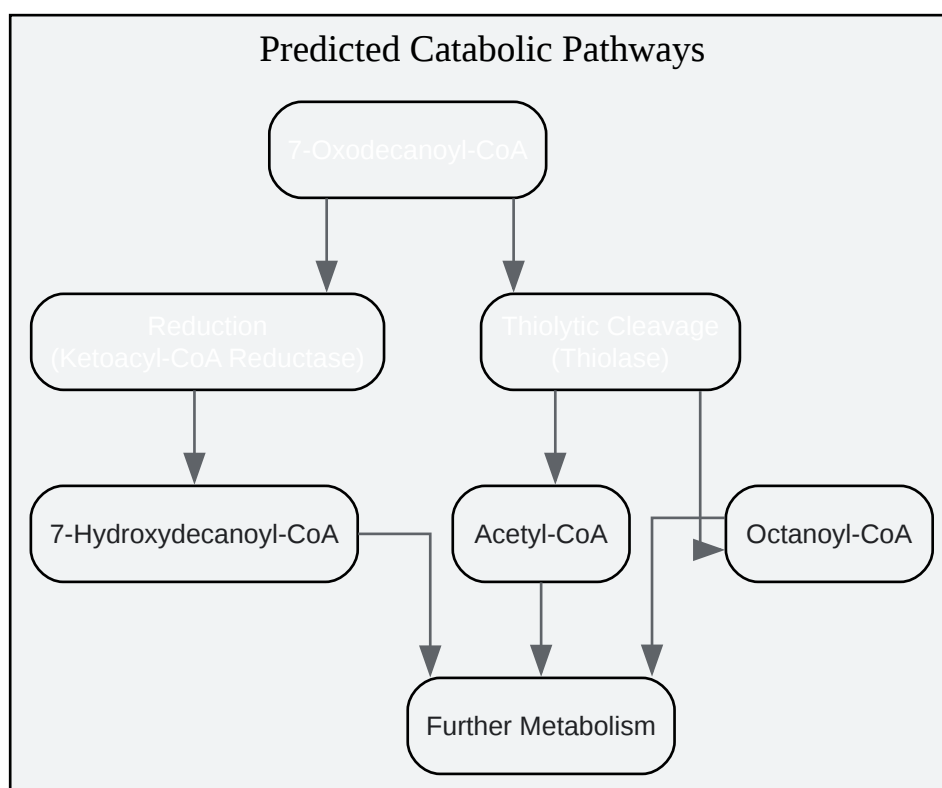 Predicted Catabolic Pathways
7-Oxodecanoyl-CoA
Reduction
(Ketoacyl-CoA Reductase)
Thiolytic Cleavage
(Thiolase)
7-Hydroxydecanoyl-CoA
Acetyl-CoA
Octanoyl-CoA
Further Metabolism